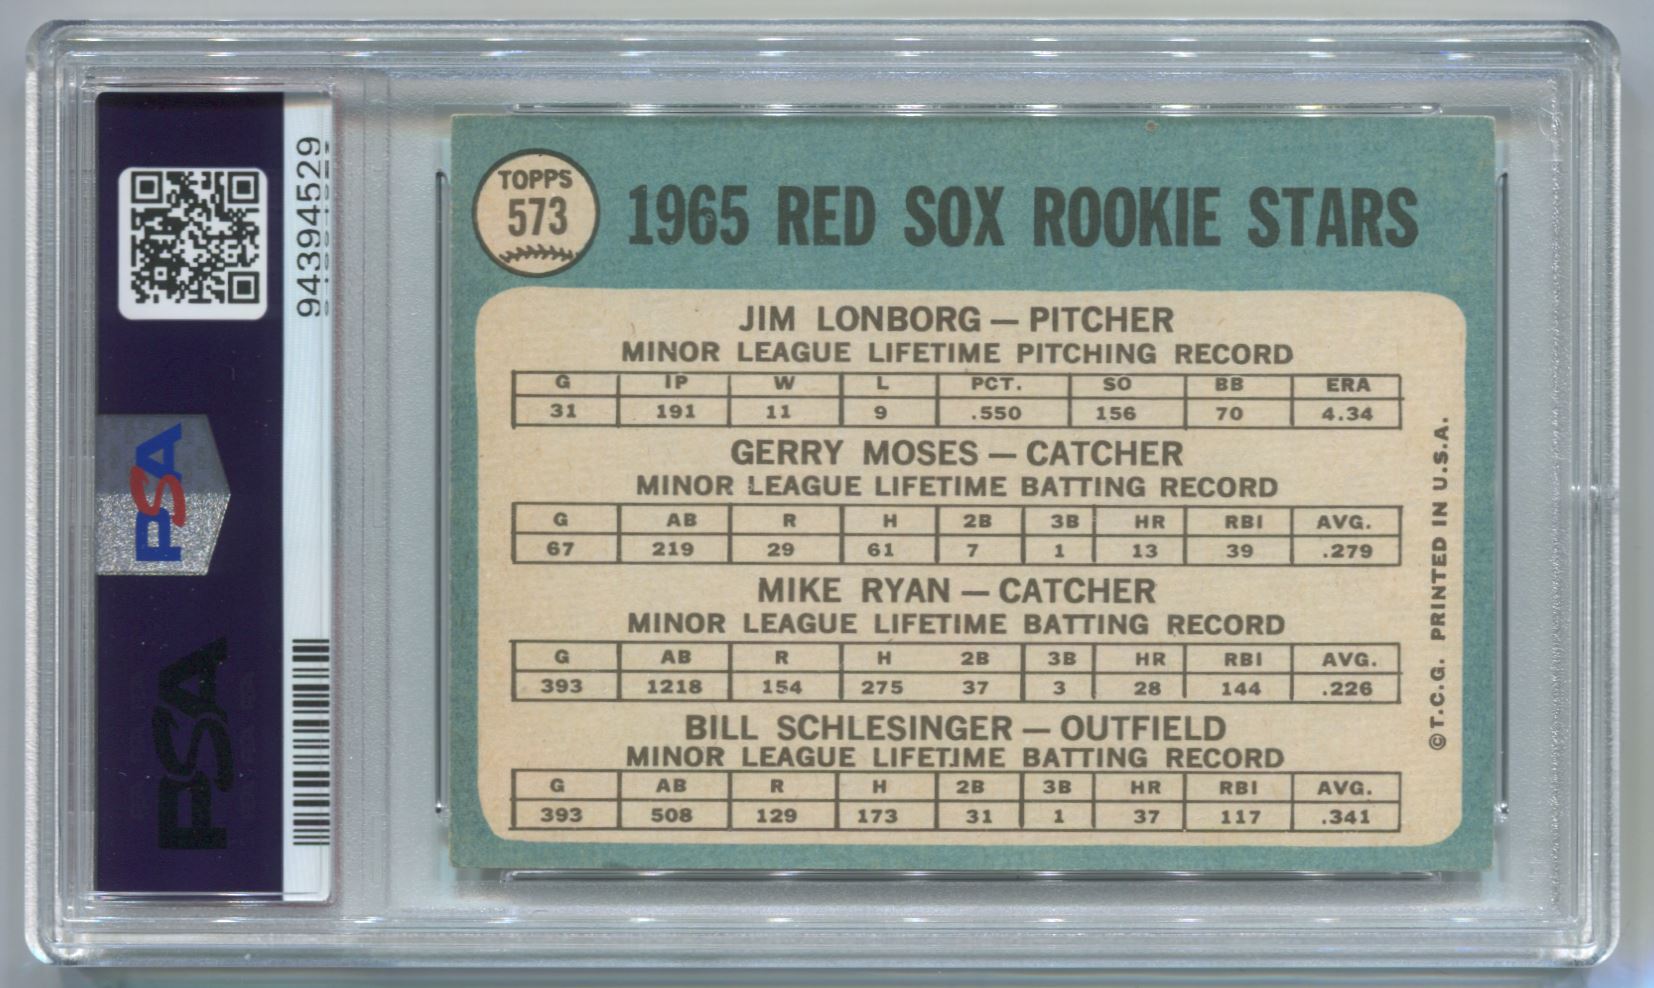 94394529
PSA
PSA
TOPPS
573
1965 RED SOX ROOKIE STARS
JIM LONBORG — PITCHER
MINOR LEAGUE LIFETIME PITCHING RECORD
G IP W L PCT. SO BB ERA
31 191 11 9 .550 156 70 4.34
GERRY MOSES — CATCHER
MINOR LEAGUE LIFETIME BATTING RECORD
G AB R H 2B 3B HR RBI AVG.
67 219 29 61 7 1 13 39 .279
MIKE RYAN — CATCHER
MINOR LEAGUE LIFETIME BATTING RECORD
G AB R H 2B 3B HR RBI AVG.
393 1218 154 275 37 3 28 144 .226
BILL SCHLESINGER — OUTFIELD
MINOR LEAGUE LIFETIME BATTING RECORD
G AB R H 2B 3B HR RBI AVG.
393 508 129 173 31 1 37 117 .341
©T.C.G. PRINTED IN U.S.A.